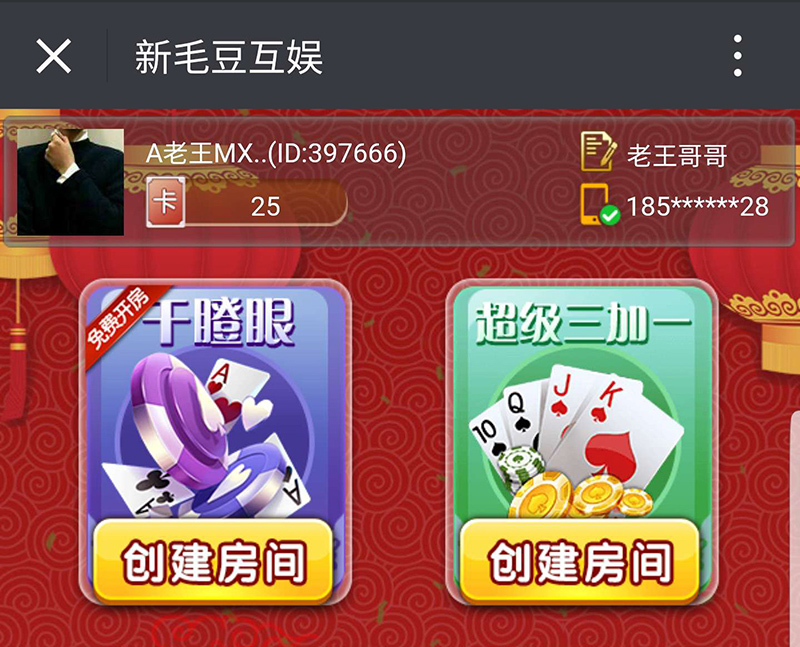 新毛豆互娱
A老王MX..(ID:397666)
老王哥哥
卡
25
185******28
免费开房
干瞪眼
A
A
A
创建房间
超级三加一
10
Q
J
K
创建房间